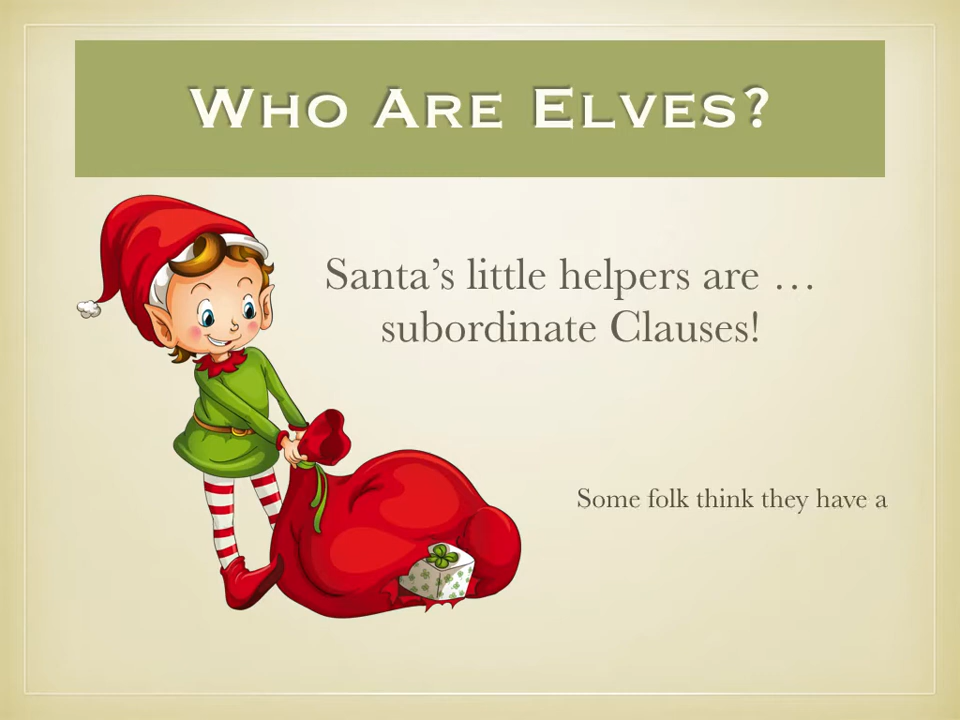 Who Are Elves?
Santa’s little helpers are …
subordinate Clauses!
Some folk think they have a